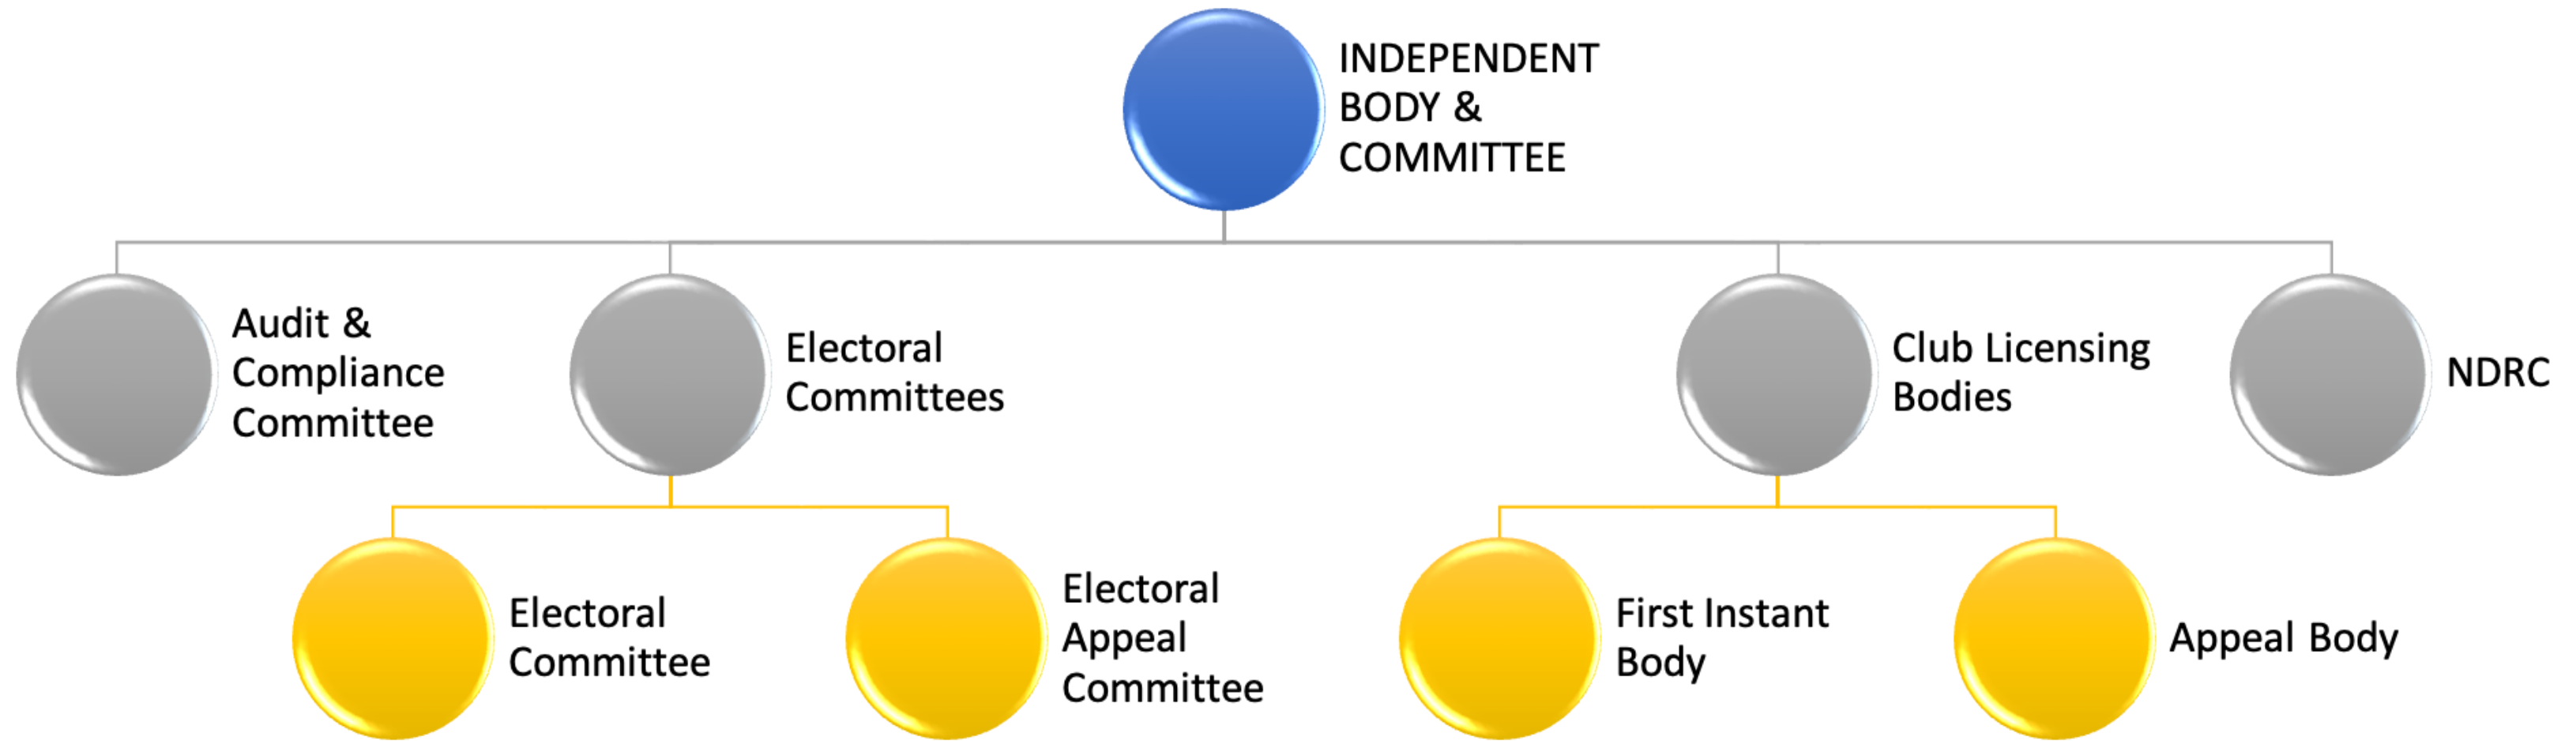 INDEPENDENT
BODY &
COMMITTEE
Audit &
Compliance
Committee
Electoral
Committees
Club Licensing
Bodies
NDRC
Electoral
Committee
Electoral
Appeal
Committee
First Instant
Body
Appeal Body